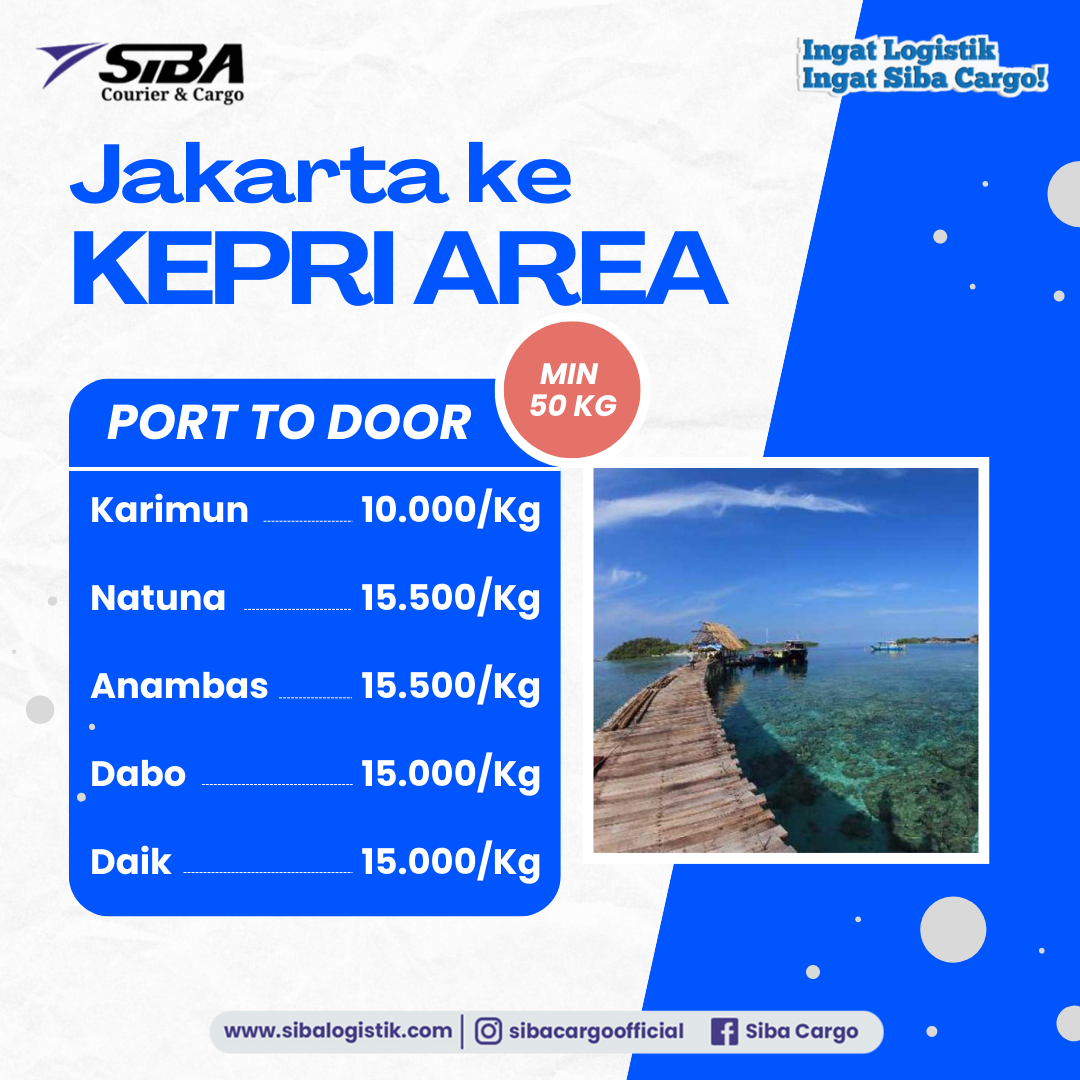 SIBA
Courier & Cargo
Ingat Logistik
Ingat Siba Cargo!
Jakarta ke
KEPRI AREA
MIN
50 KG
PORT TO DOOR
Karimun 10.000/Kg
Natuna 15.500/Kg
Anambas 15.500/Kg
Dabo 15.000/Kg
Daik 15.000/Kg
www.sibalogistik.com | sibacargoofficial Siba Cargo